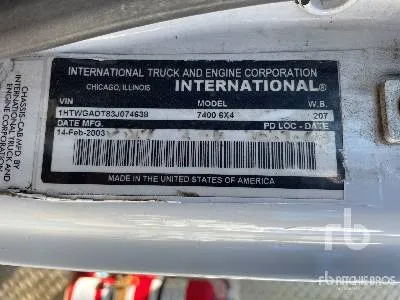 INTERNATIONAL TRUCK AND ENGINE CORPORATION
CHICAGO, ILLINOIS INTERNATIONAL®
VIN MODEL W.B.
1HTWGADT83J074638 7400 6X4 207
DATE MFG PD LOC - DATE
14-Feb-2003
MADE IN THE UNITED STATES OF AMERICA
CHASSIS-CAB MFD. BY
INTERNATIONAL TRUCK AND
ENGINE CORPORATION
rb
RITCHIE BROS